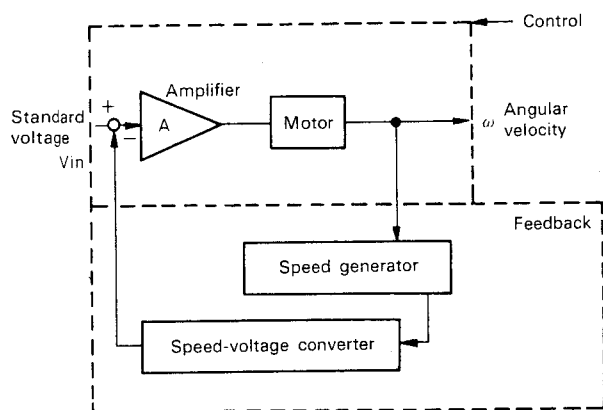 Control
Amplifier
+
Standard
voltage
Vin
−
A
Motor
ω
Angular
velocity
Feedback
Speed generator
Speed-voltage converter